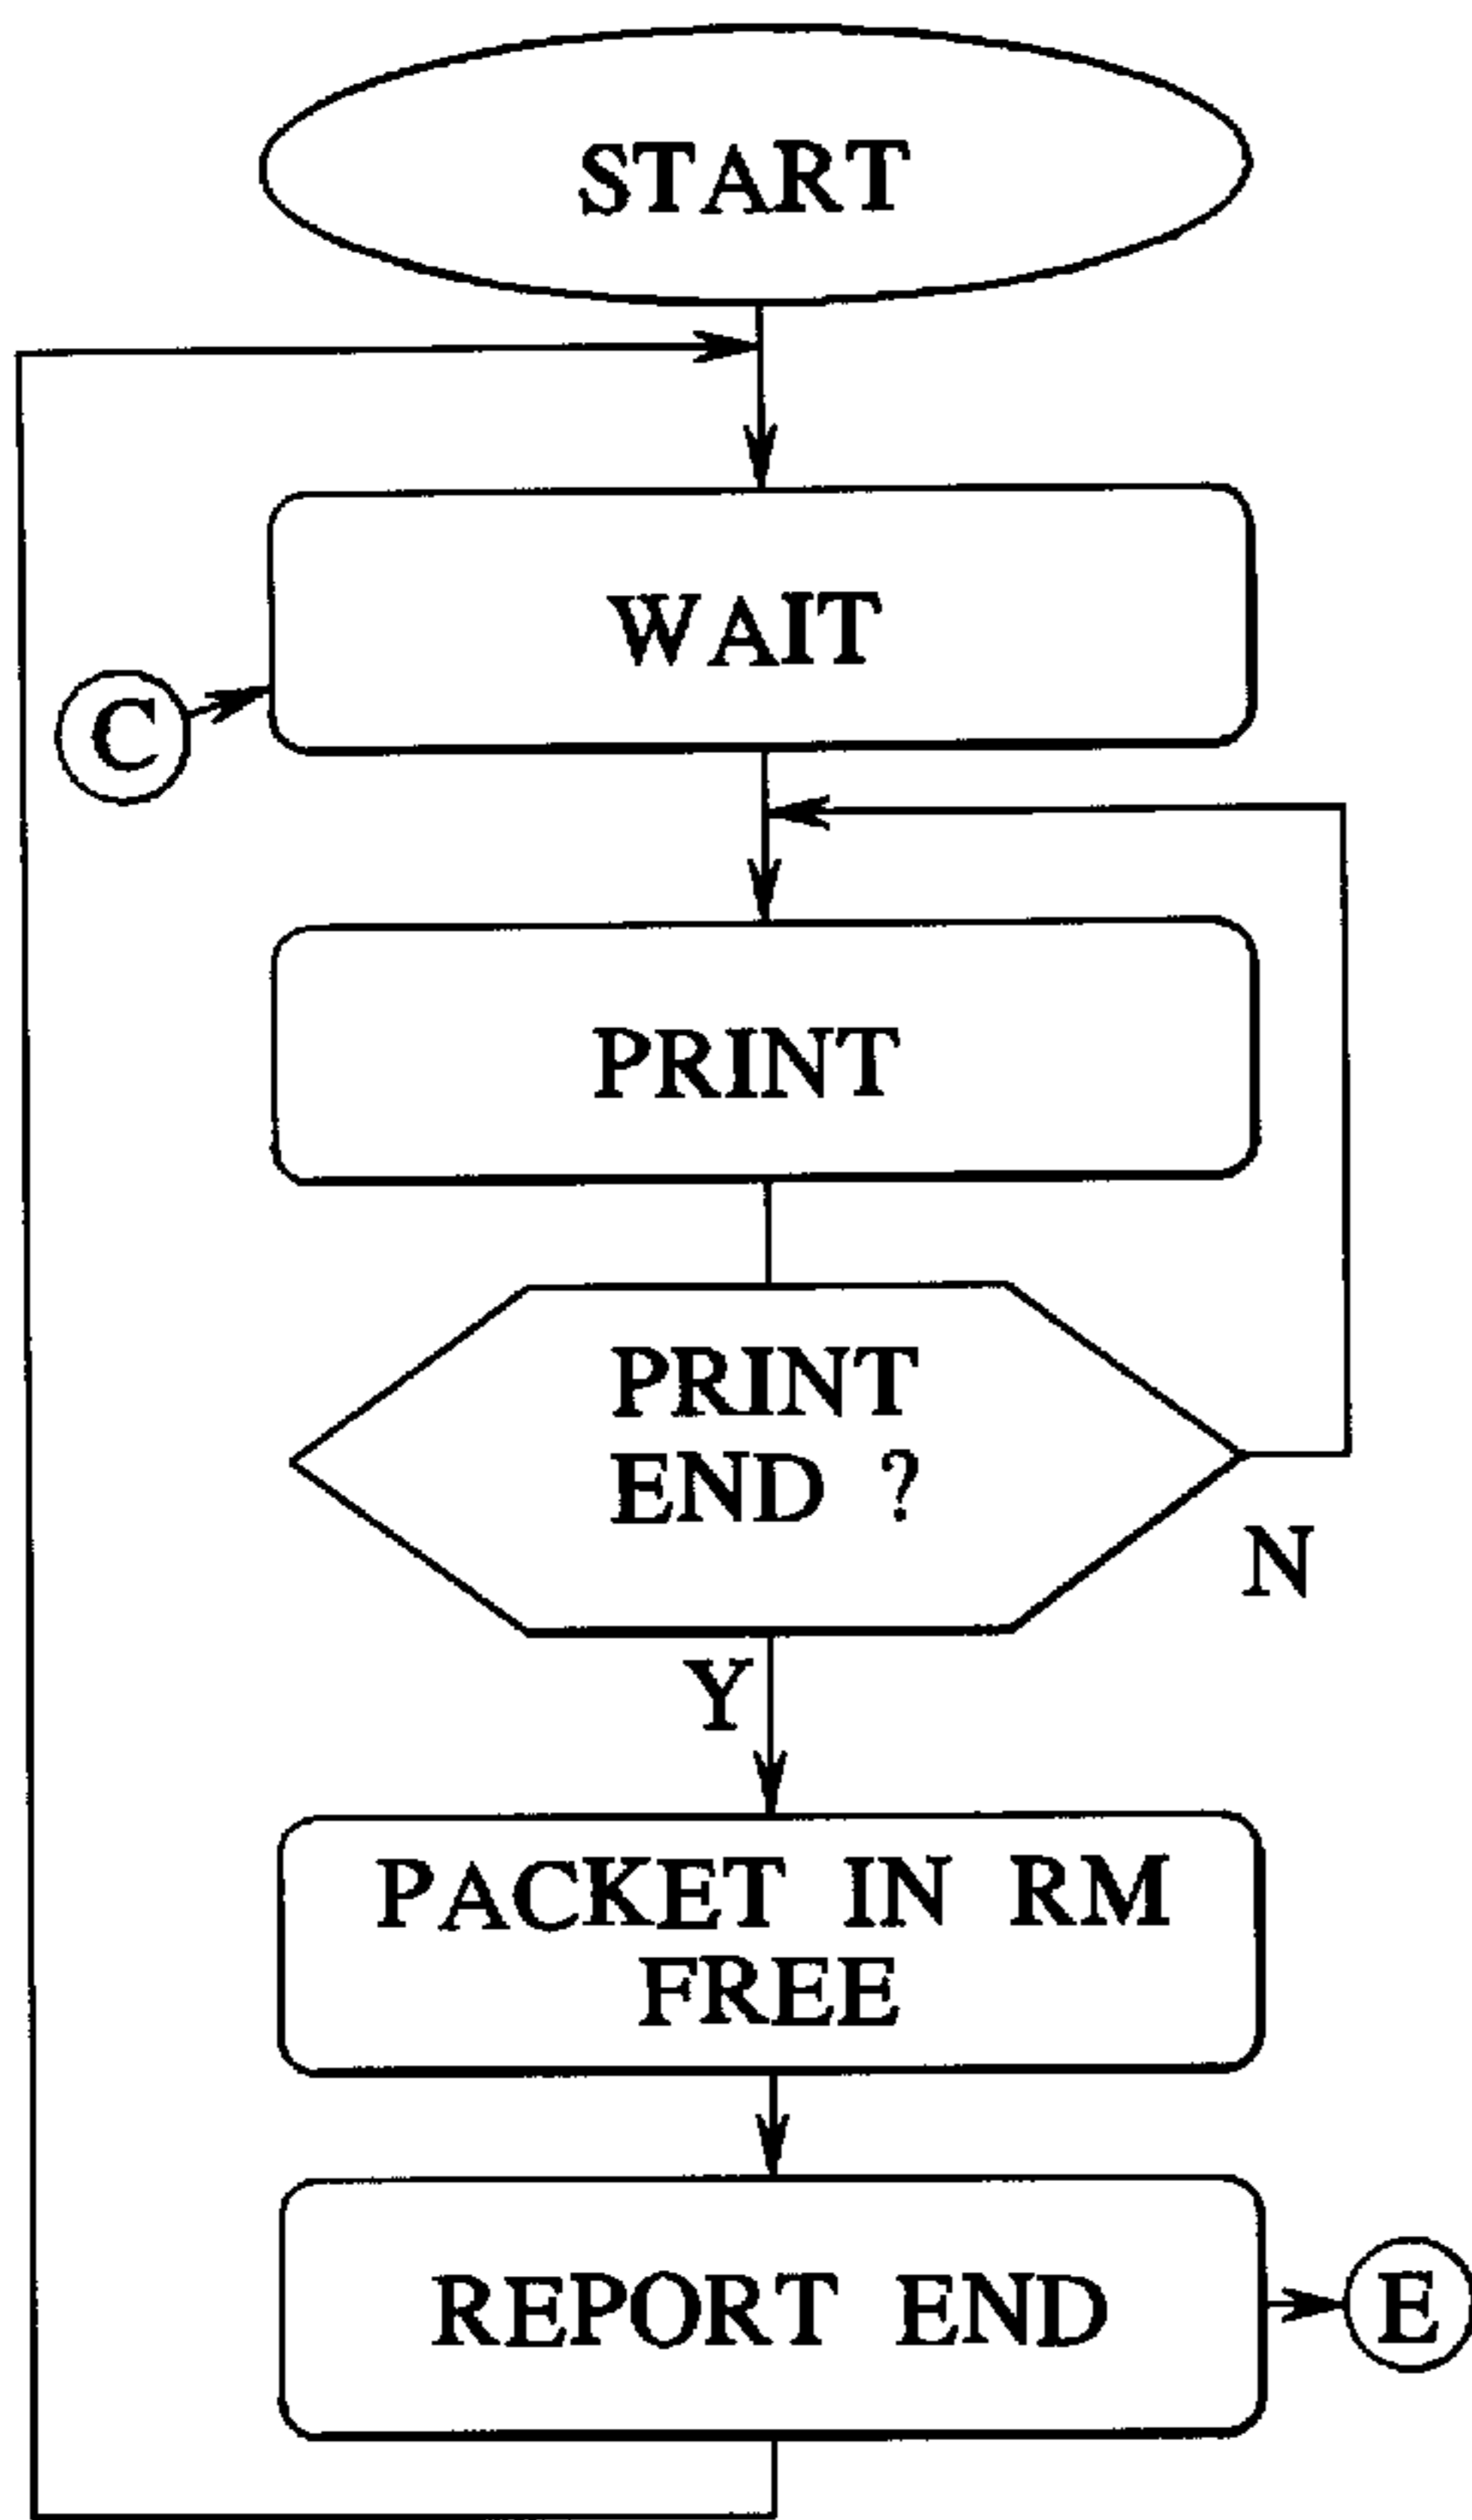 START
WAIT
C
PRINT
PRINT
END ?
N
Y
PACKET IN RM
FREE
REPORT END
E